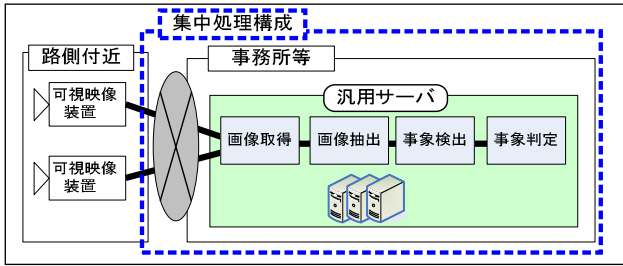 集中処理構成
路側付近
事務所等
汎用サーバ
可視映像
装置
可視映像
装置
画像取得
画像抽出
事象検出
事象判定